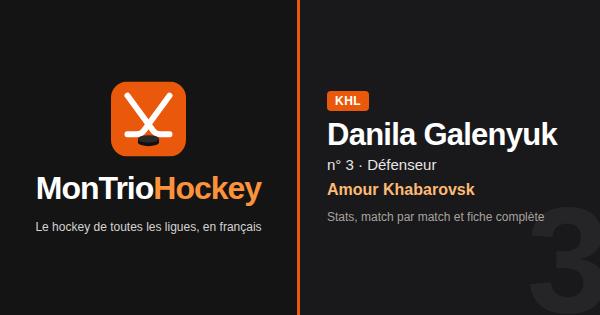 MonTrioHockey
Le hockey de toutes les ligues, en français
KHL
Danila Galenyuk
n° 3 · Défenseur
Amour Khabarovsk
Stats, match par match et fiche complète
3